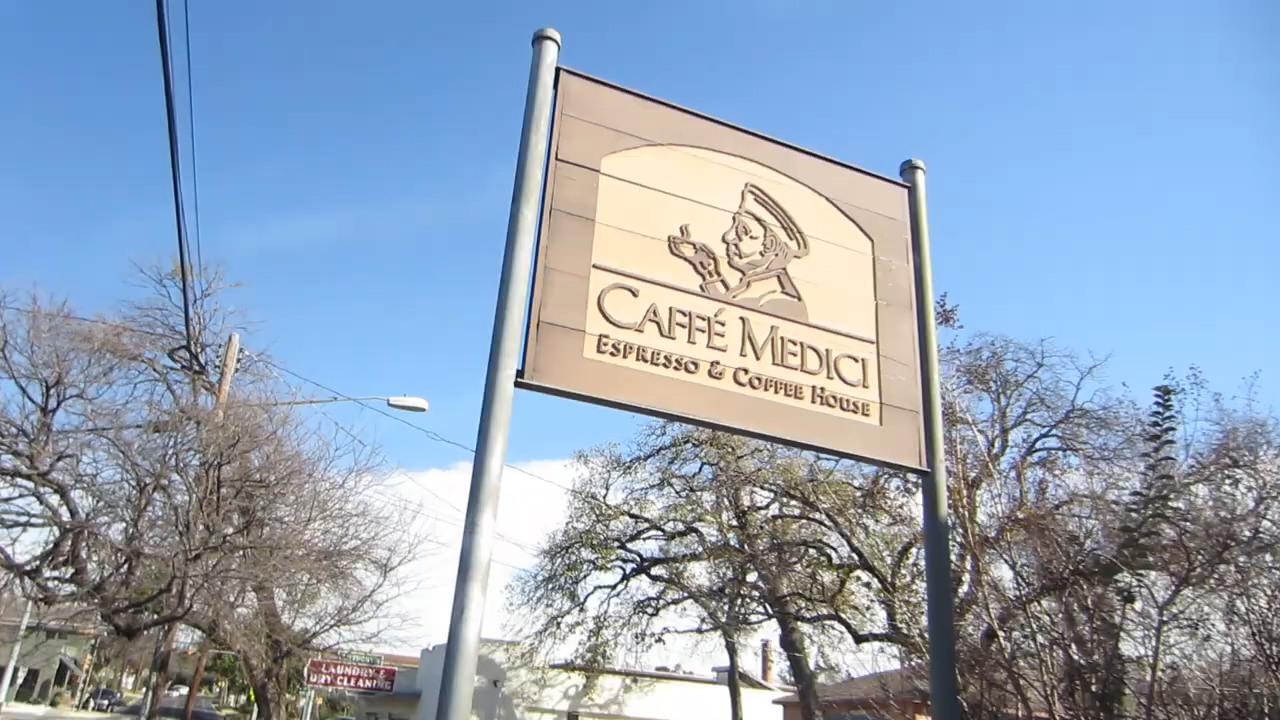 CAFFÉ MEDICI
ESPRESSO & COFFEE HOUSE
LAUNDRY &
DRY CLEANING